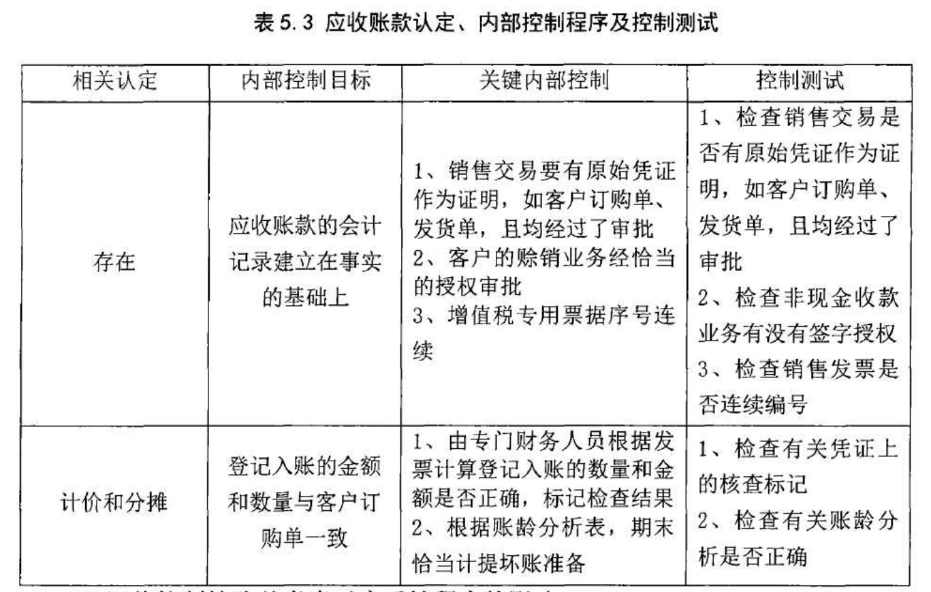 表5.3 应收账款认定、内部控制程序及控制测试
相关认定
内部控制目标
关键内部控制
控制测试
存在
应收账款的会计
记录建立在事实
的基础上
1、销售交易要有原始凭证
作为证明，如客户订购单、
发货单，且均经过了审批
2、客户的赊销业务经恰当
的授权审批
3、增值税专用票据序号连
续
1、检查销售交易是
否有原始凭证作为证
明，如客户订购单、
发货单，且均经过了
审批
2、检查非现金收款
业务有没有签字授权
3、检查销售发票是
否连续编号
计价和分摊
登记入账的金额
和数量与客户订
购单一致
1、由专门财务人员根据发
票计算登记入账的数量和金
额是否正确，标记检查结果
2、根据账龄分析表，期末
恰当计提坏账准备
1、检查有关凭证上
的核查标记
2、检查有关账龄分
析是否正确